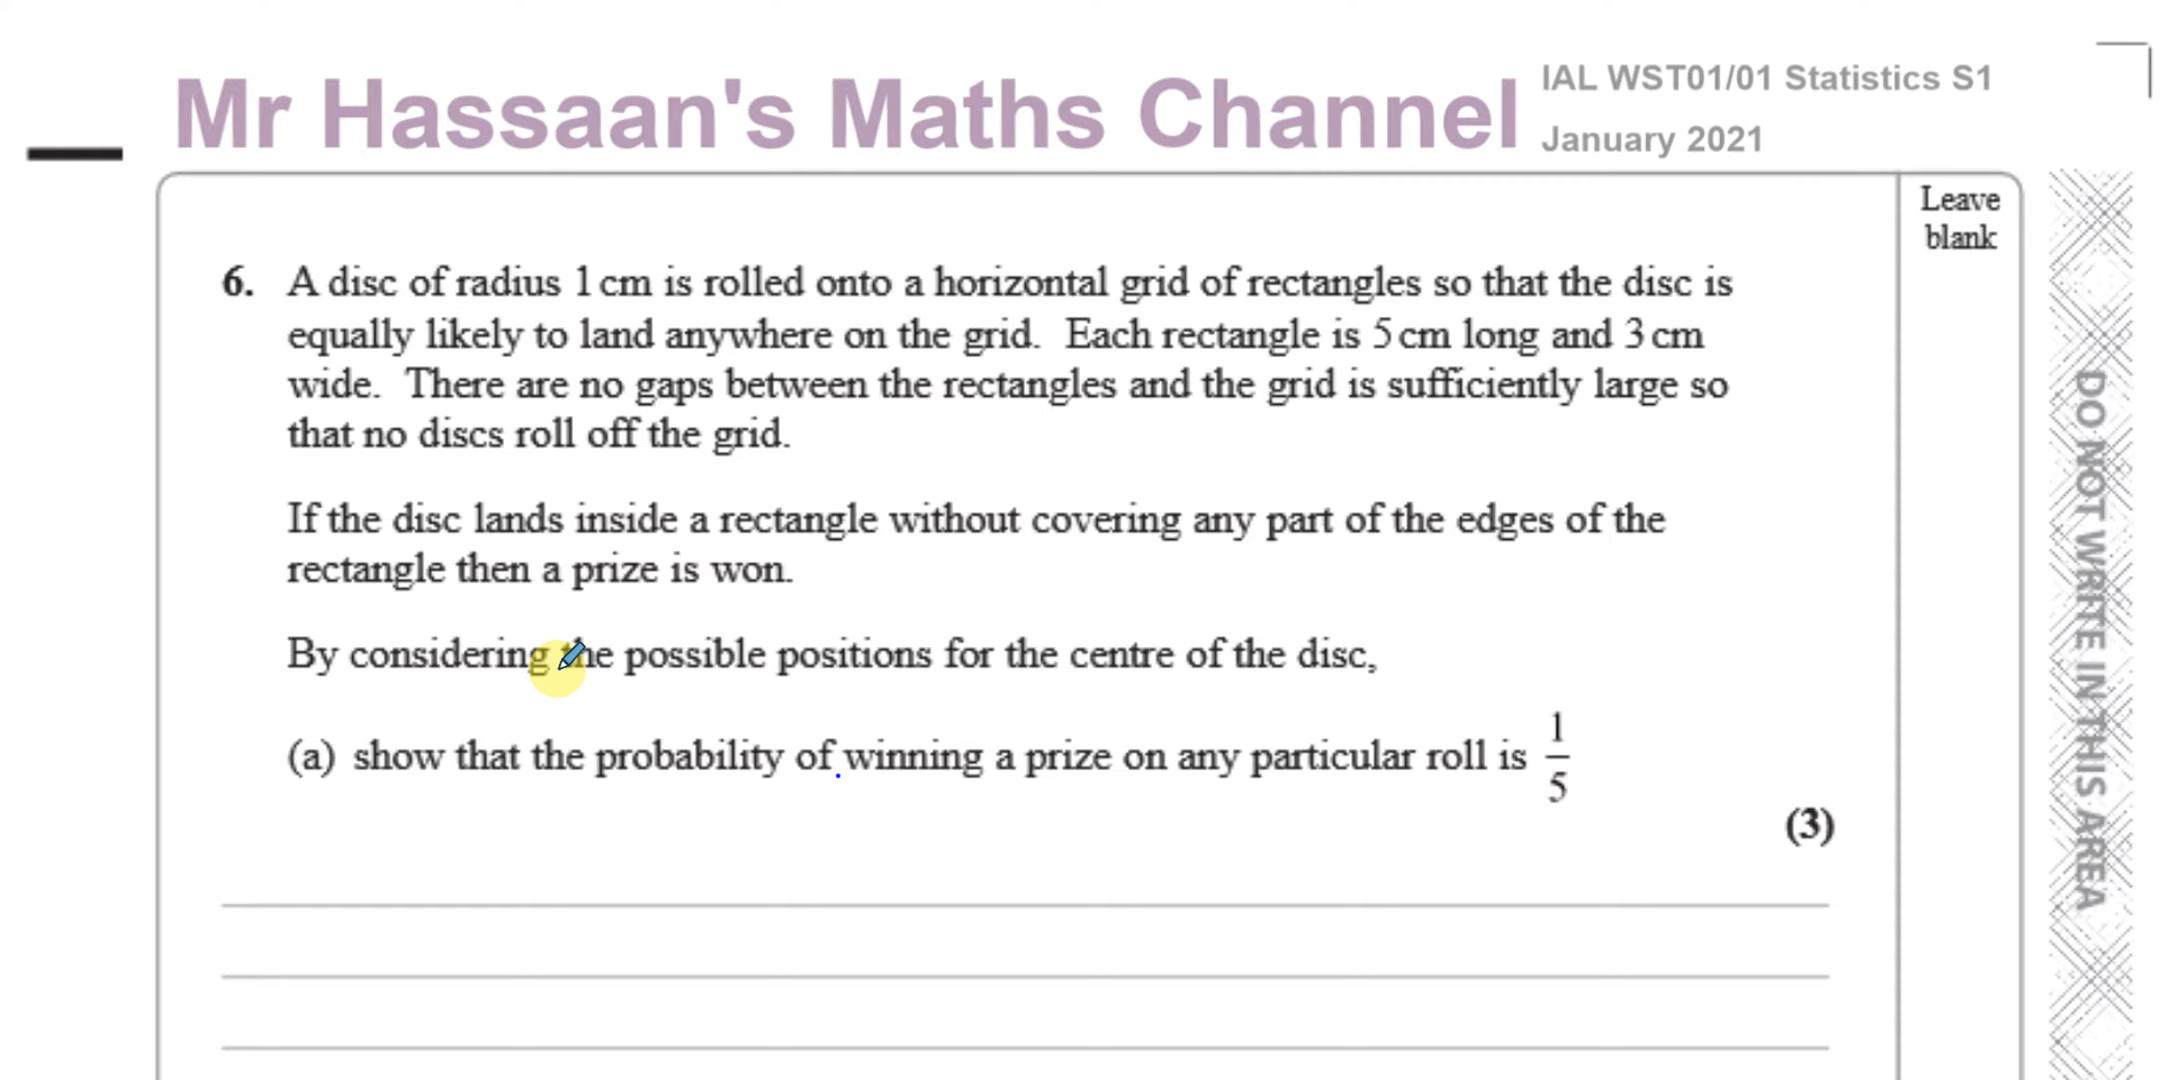 Mr Hassaan's Maths Channel
IAL WST01/01 Statistics S1
January 2021
Leave
blank
6. A disc of radius 1 cm is rolled onto a horizontal grid of rectangles so that the disc is
equally likely to land anywhere on the grid. Each rectangle is 5 cm long and 3 cm
wide. There are no gaps between the rectangles and the grid is sufficiently large so
that no discs roll off the grid.
If the disc lands inside a rectangle without covering any part of the edges of the
rectangle then a prize is won.
By considering the possible positions for the centre of the disc,
(a) show that the probability of winning a prize on any particular roll is 1/5
(3)
DO NOT WRITE IN THIS AREA